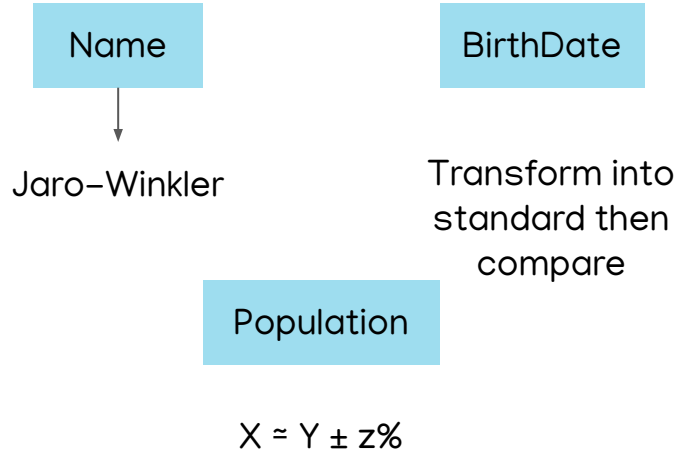 Name
BirthDate
Jaro–Winkler
Transform into
standard then
compare
Population
X ≃ Y ± z%